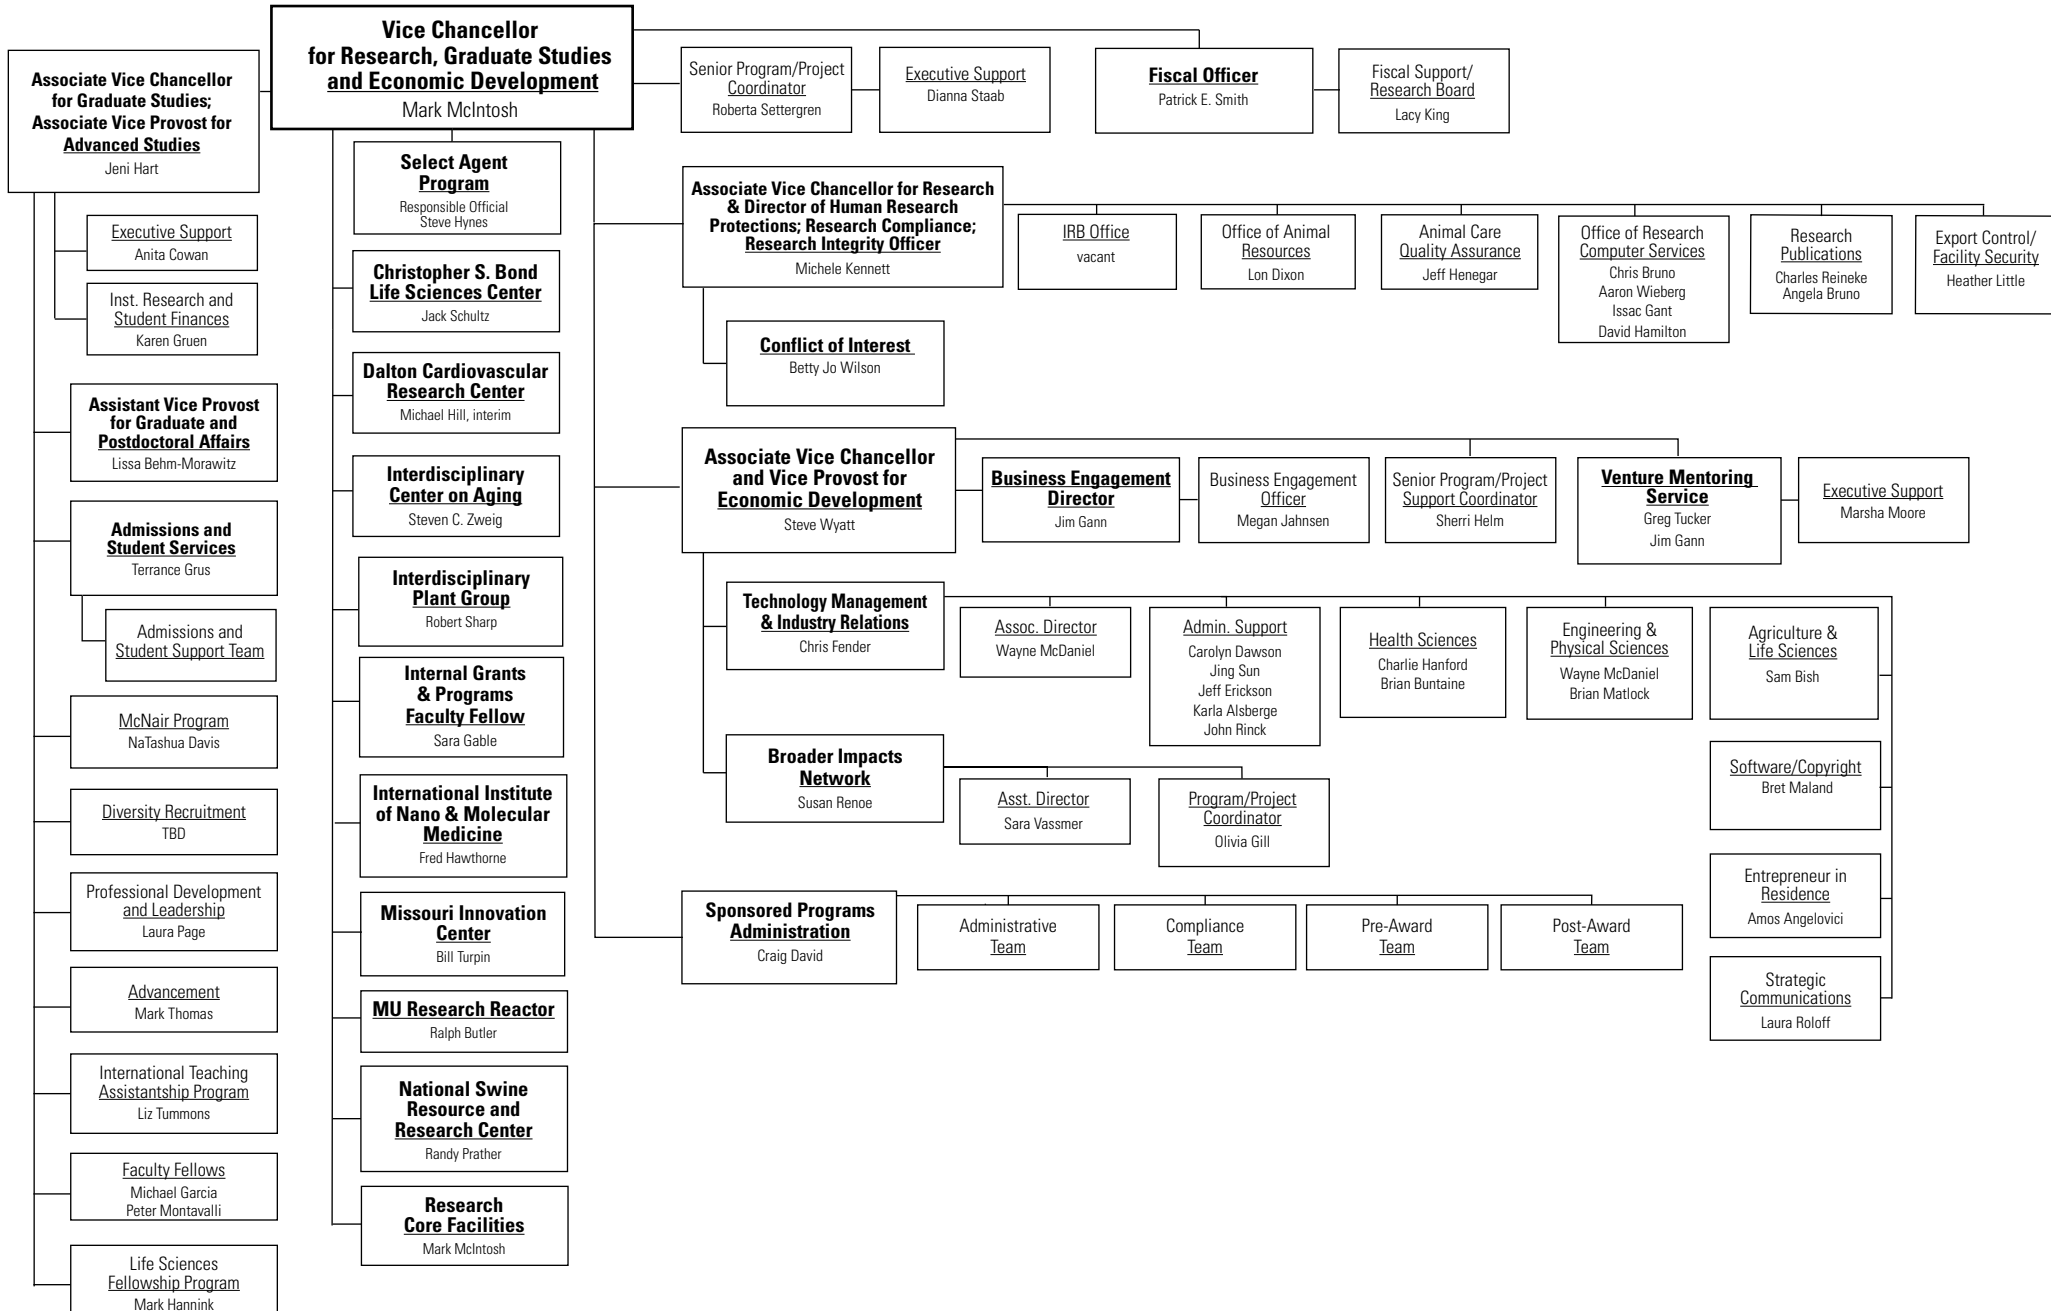 Vice Chancellor
for Research, Graduate Studies
and Economic Development
Mark McIntosh
Associate Vice Chancellor
for Graduate Studies;
Associate Vice Provost for
Advanced Studies
Jeni Hart
Executive Support
Anita Cowan
Inst. Research and
Student Finances
Karen Gruen
Assistant Vice Provost
for Graduate and
Postdoctoral Affairs
Lissa Behm-Morawitz
Admissions and
Student Services
Terrance Grus
Admissions and
Student Support Team
McNair Program
NaTashua Davis
Diversity Recruitment
TBD
Professional Development
and Leadership
Laura Page
Advancement
Mark Thomas
International Teaching
Assistantship Program
Liz Tummons
Faculty Fellows
Michael Garcia
Peter Montavalli
Life Sciences
Fellowship Program
Mark Hannink
Select Agent
Program
Responsible Official
Steve Hynes
Christopher S. Bond
Life Sciences Center
Jack Schultz
Dalton Cardiovascular
Research Center
Michael Hill, interim
Interdisciplinary
Center on Aging
Steven C. Zweig
Interdisciplinary
Plant Group
Robert Sharp
Internal Grants
& Programs
Faculty Fellow
Sara Gable
International Institute
of Nano & Molecular
Medicine
Fred Hawthorne
Missouri Innovation
Center
Bill Turpin
MU Research Reactor
Ralph Butler
National Swine
Resource and
Research Center
Randy Prather
Research
Core Facilities
Mark McIntosh
Senior Program/Project
Coordinator
Roberta Settergren
Executive Support
Dianna Staab
Fiscal Officer
Patrick E. Smith
Fiscal Support/
Research Board
Lacy King
Associate Vice Chancellor for Research
& Director of Human Research
Protections; Research Compliance;
Research Integrity Officer
Michele Kennett
IRB Office
vacant
Office of Animal
Resources
Lon Dixon
Animal Care
Quality Assurance
Jeff Henegar
Office of Research
Computer Services
Chris Bruno
Aaron Wieberg
Issac Gant
David Hamilton
Research
Publications
Charles Reineke
Angela Bruno
Export Control/
Facility Security
Heather Little
Conflict of Interest
Betty Jo Wilson
Associate Vice Chancellor
and Vice Provost for
Economic Development
Steve Wyatt
Business Engagement
Director
Jim Gann
Business Engagement
Officer
Megan Jahnsen
Senior Program/Project
Support Coordinator
Sherri Helm
Venture Mentoring
Service
Greg Tucker
Jim Gann
Executive Support
Marsha Moore
Technology Management
& Industry Relations
Chris Fender
Assoc. Director
Wayne McDaniel
Admin. Support
Carolyn Dawson
Jing Sun
Jeff Erickson
Karla Alsberge
John Rinck
Health Sciences
Charlie Hanford
Brian Buntaine
Engineering &
Physical Sciences
Wayne McDaniel
Brian Matlock
Agriculture &
Life Sciences
Sam Bish
Software/Copyright
Bret Maland
Entrepreneur in
Residence
Amos Angelovici
Strategic
Communications
Laura Roloff
Broader Impacts
Network
Susan Renoe
Asst. Director
Sara Vassmer
Program/Project
Coordinator
Olivia Gill
Sponsored Programs
Administration
Craig David
Administrative
Team
Compliance
Team
Pre-Award
Team
Post-Award
Team